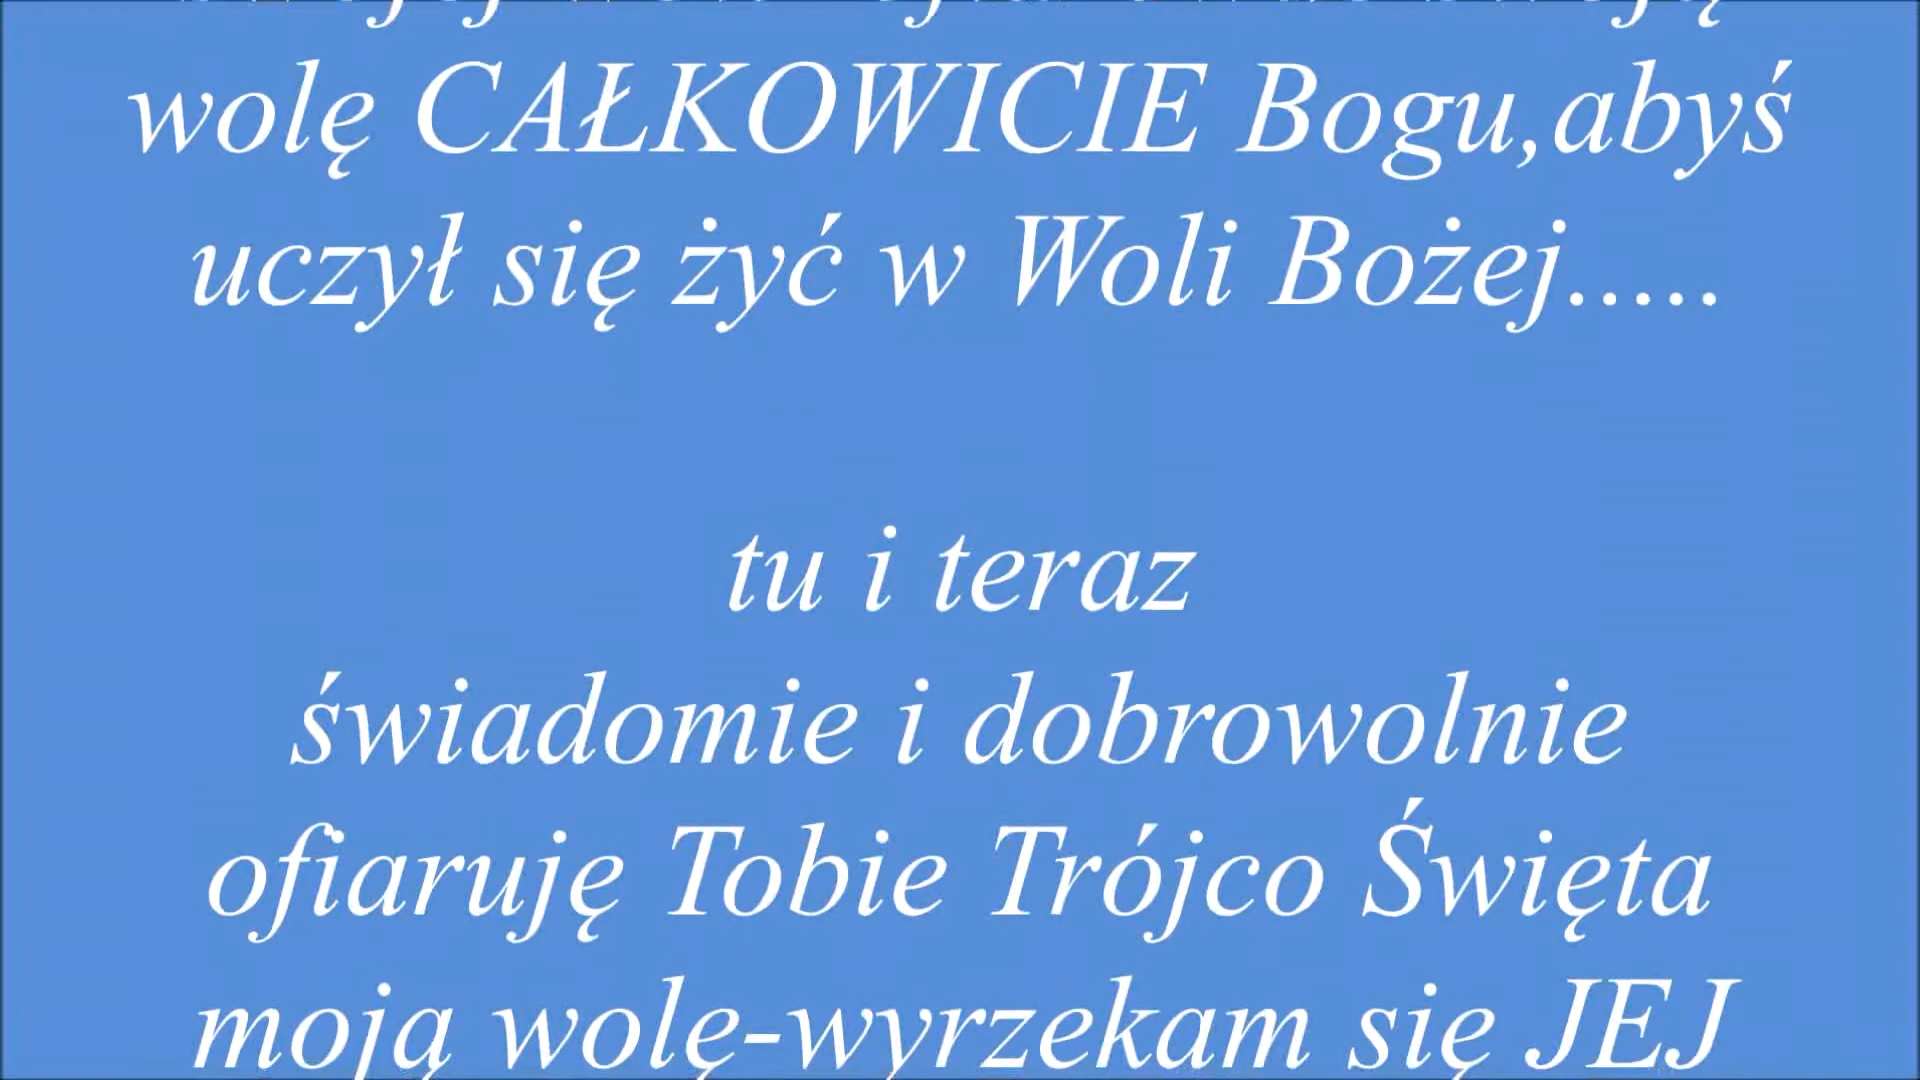 wolę CAŁKOWICIE Bogu,abyś
uczył się żyć w Woli Bożej.....
tu i teraz
świadomie i dobrowolnie
ofiaruję Tobie Trójco Święta
moją wolę-wyrzekam się JEJ